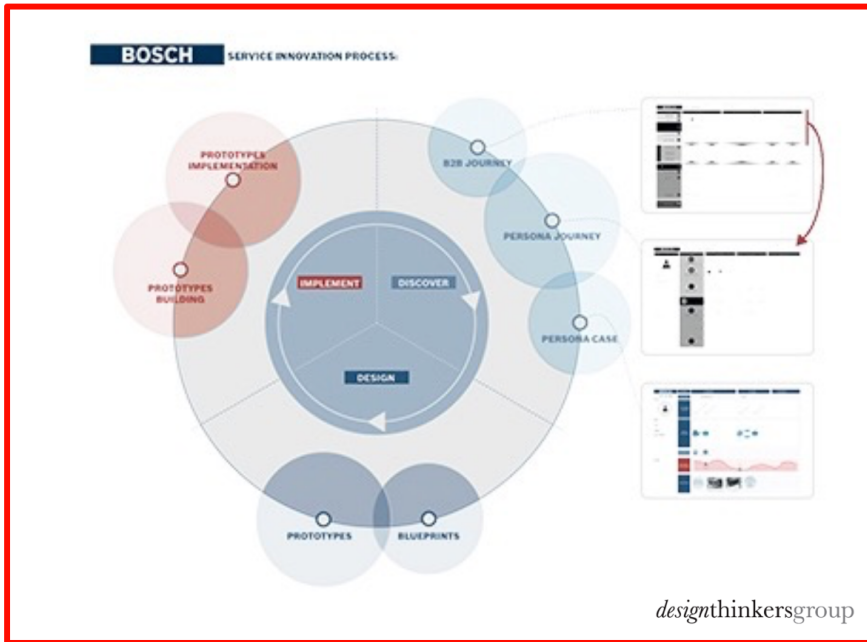 BOSCH SERVICE INNOVATION PROCESS:
PROTOTYPES
IMPLEMENTATION
B2B JOURNEY
PERSONA JOURNEY
PROTOTYPES
BUILDING
IMPLEMENT
DISCOVER
PERSONA CASE
DESIGN
PROTOTYPES
BLUEPRINTS
designthinkersgroup